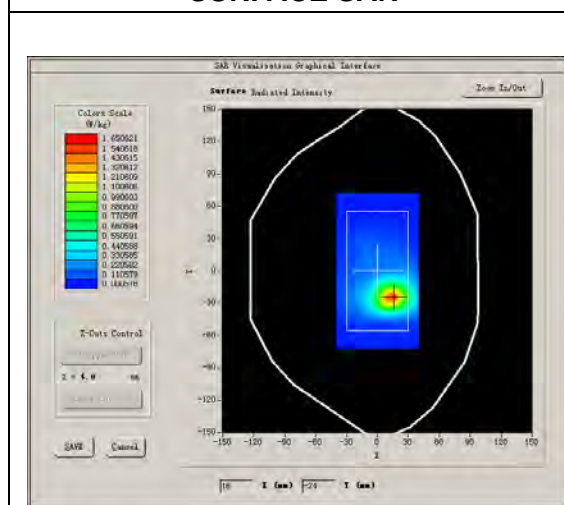 SURFACE SAR
SAR Visualisation Graphical Interface
Surface Radiated Intensity
Zoom In/Out
Colors Scale
(W/kg)
1.650621
1.540618
1.430615
1.320612
1.210609
1.100606
0.990603
0.880600
0.770597
0.660594
0.550591
0.440588
0.330585
0.220582
0.110579
0.000576
150
120
90
60
30
0
-30
-60
-90
-120
-150
Y
-150 -120 -90 -60 -30 0 30 60 90 120 150
X
Z-Cuts Control
Z = 4.0 mm
SAVE Cancel
16 X (mm) -24 Y (mm)